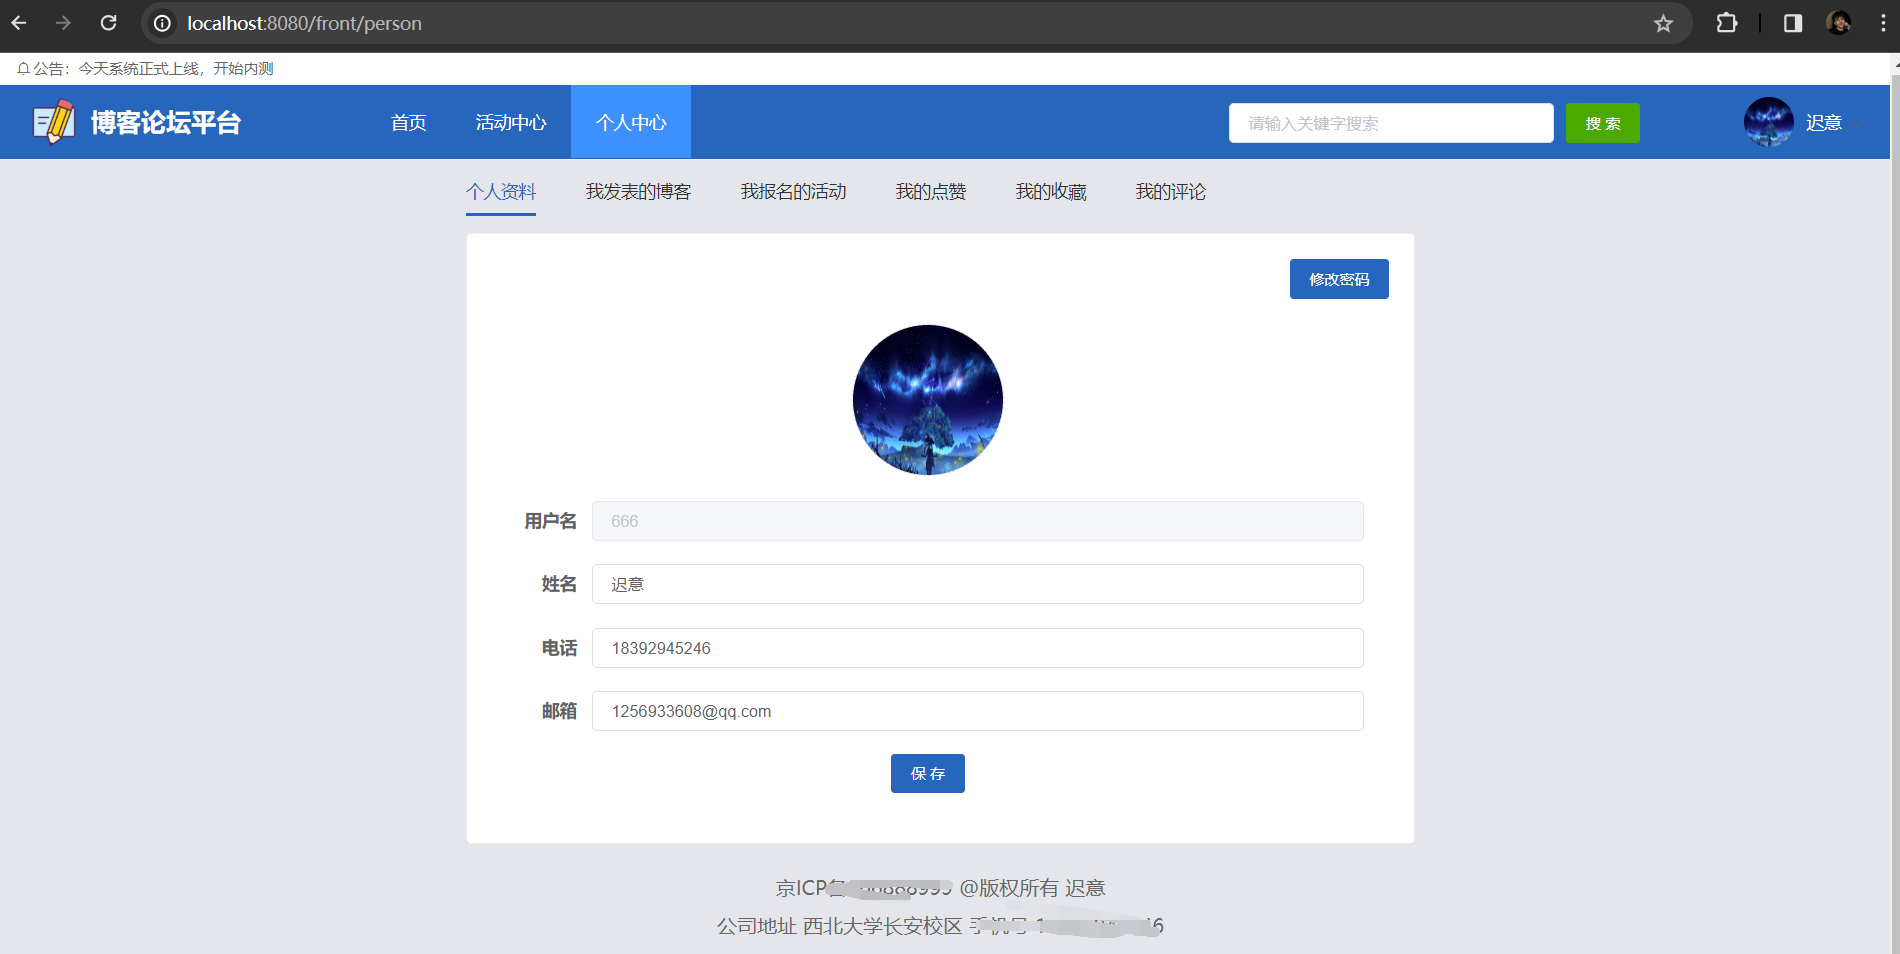 localhost:8080/front/person
公告：今天系统正式上线，开始内测
博客论坛平台 首页 活动中心 个人中心 请输入关键字搜索 搜 索 迟意
个人资料 我发表的博客 我报名的活动 我的点赞 我的收藏 我的评论
修改密码
用户名 666
姓名 迟意
电话 18392945246
邮箱 1256933608@qq.com
保 存
京ICP @版权所有 迟意
公司地址 西北大学长安校区